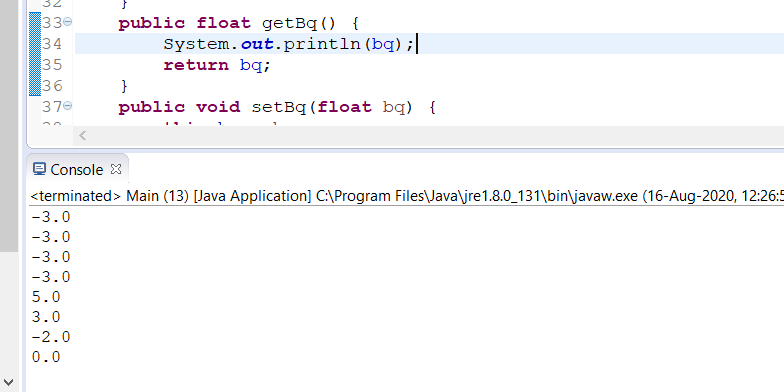 32 }
33 public float getBq() {
34 System.out.println(bq);
35 return bq;
36 }
37 public void setBq(float bq) {
Console
<terminated> Main (13) [Java Application] C:\Program Files\Java\jre1.8.0_131\bin\javaw.exe (16-Aug-2020, 12:26:5
-3.0
-3.0
-3.0
-3.0
5.0
3.0
-2.0
0.0